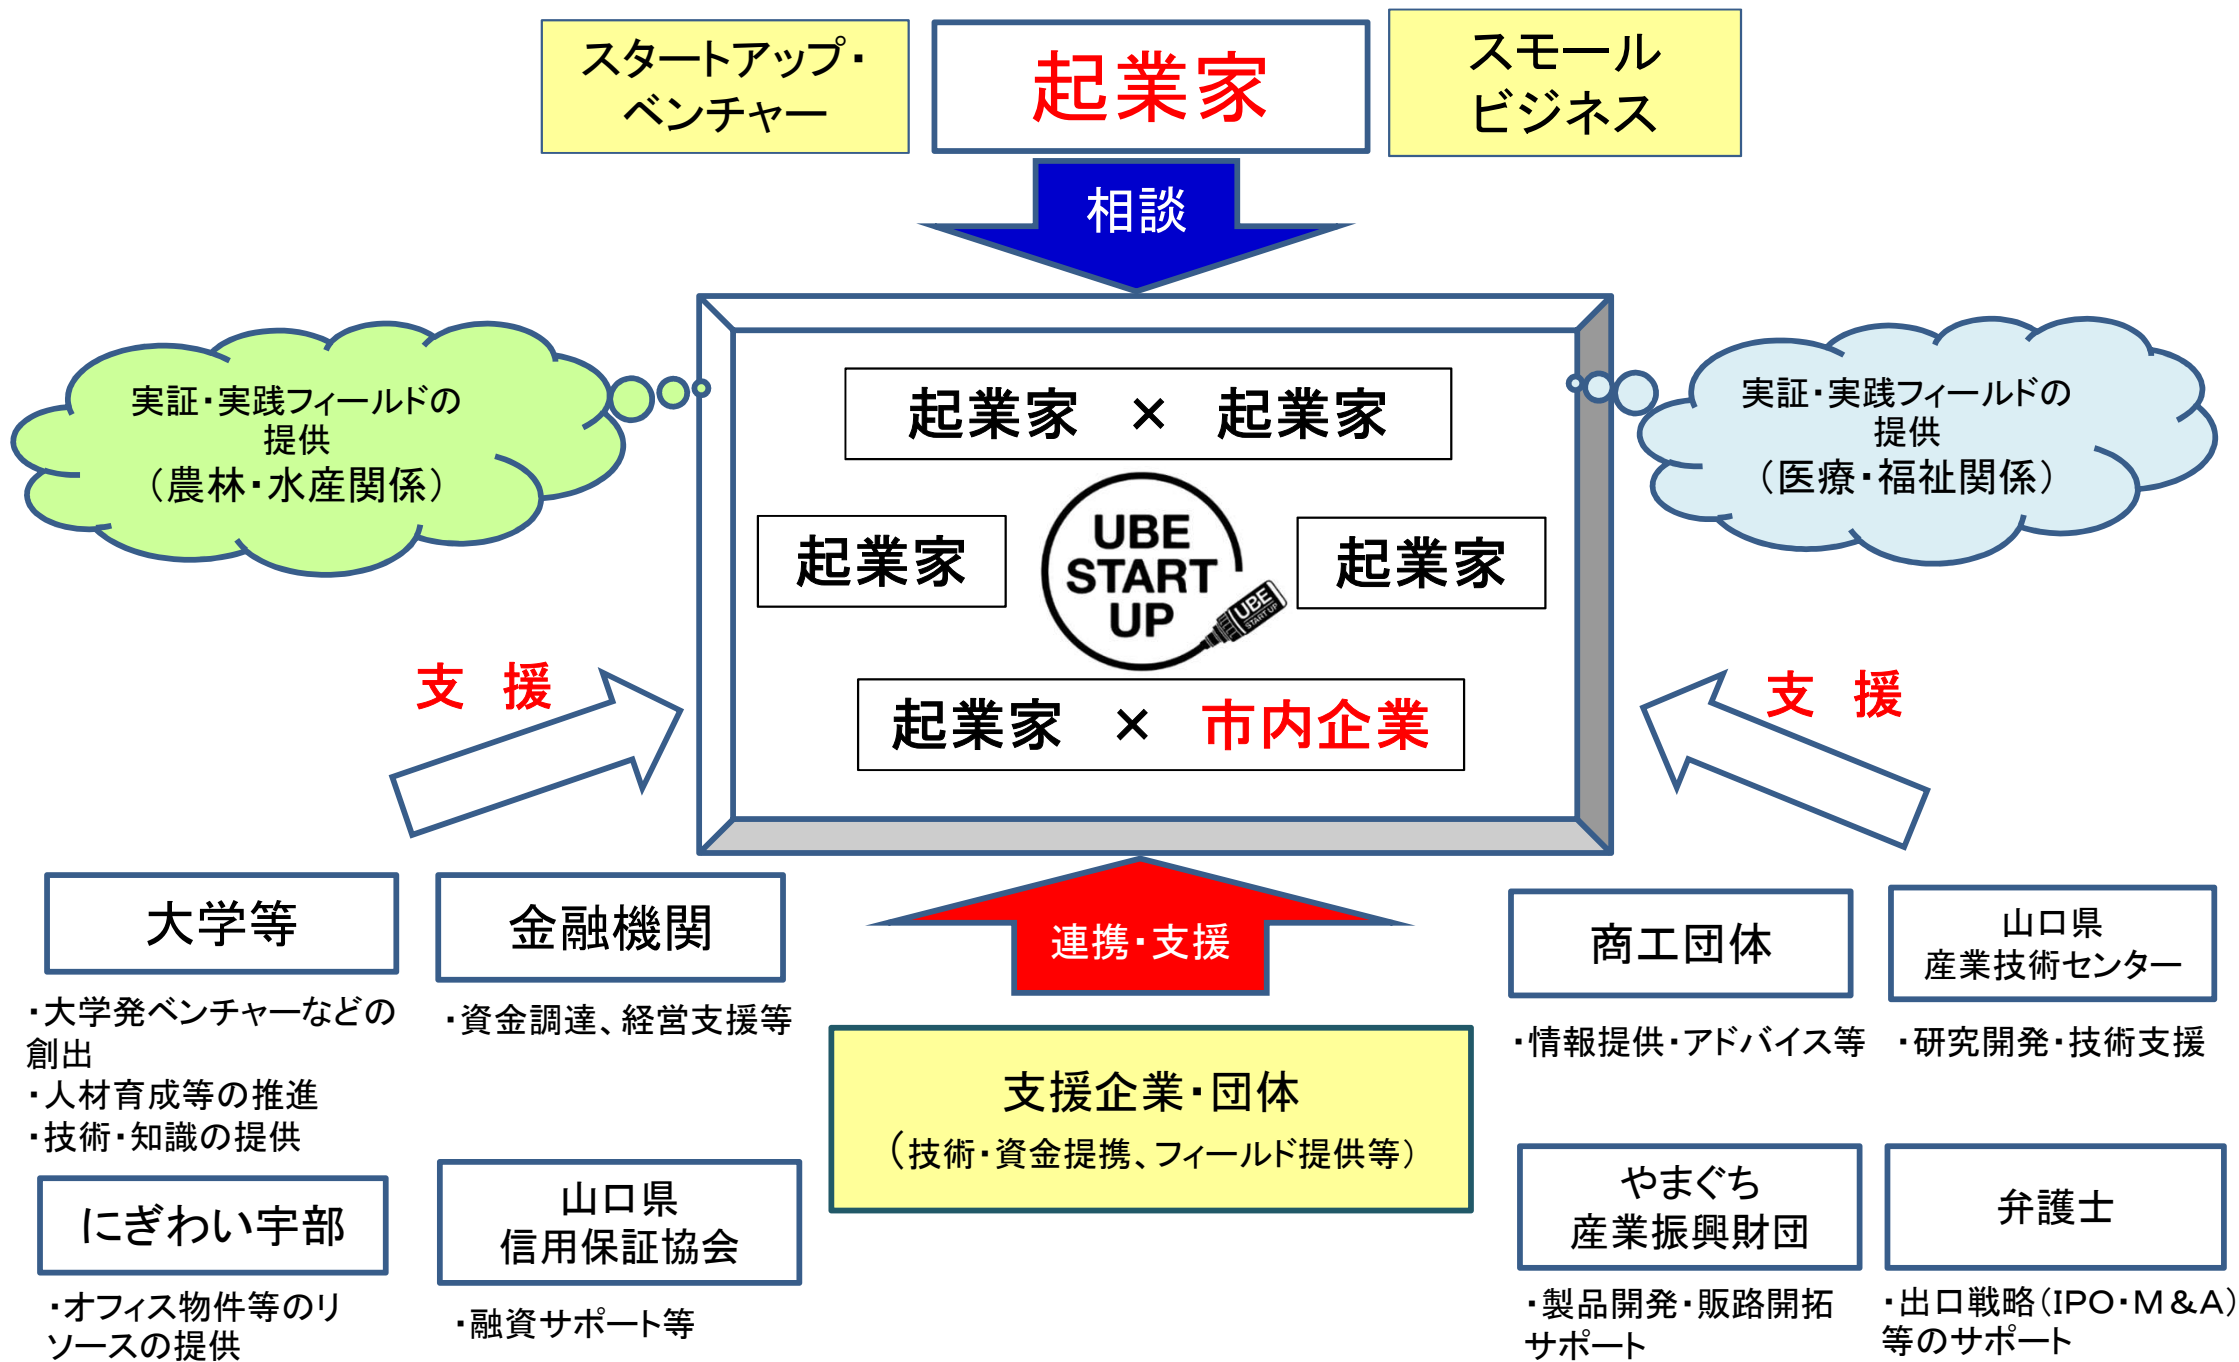 スタートアップ・
ベンチャー
起業家
スモール
ビジネス
相談
実証・実践フィールドの
提供
（農林・水産関係）
実証・実践フィールドの
提供
（医療・福祉関係）
起業家　×　起業家
起業家
UBE
START
UP
UBE
START UP
起業家
起業家　×　市内企業
支　援
支　援
連携・支援
大学等
・大学発ベンチャーなどの
創出
・人材育成等の推進
・技術・知識の提供
金融機関
・資金調達、経営支援等
にぎわい宇部
・オフィス物件等のリ
ソースの提供
山口県
信用保証協会
・融資サポート等
支援企業・団体
（技術・資金提携、フィールド提供等）
商工団体
・情報提供・アドバイス等
山口県
産業技術センター
・研究開発・技術支援
やまぐち
産業振興財団
・製品開発・販路開拓
サポート
弁護士
・出口戦略（IPO・M＆A）
等のサポート